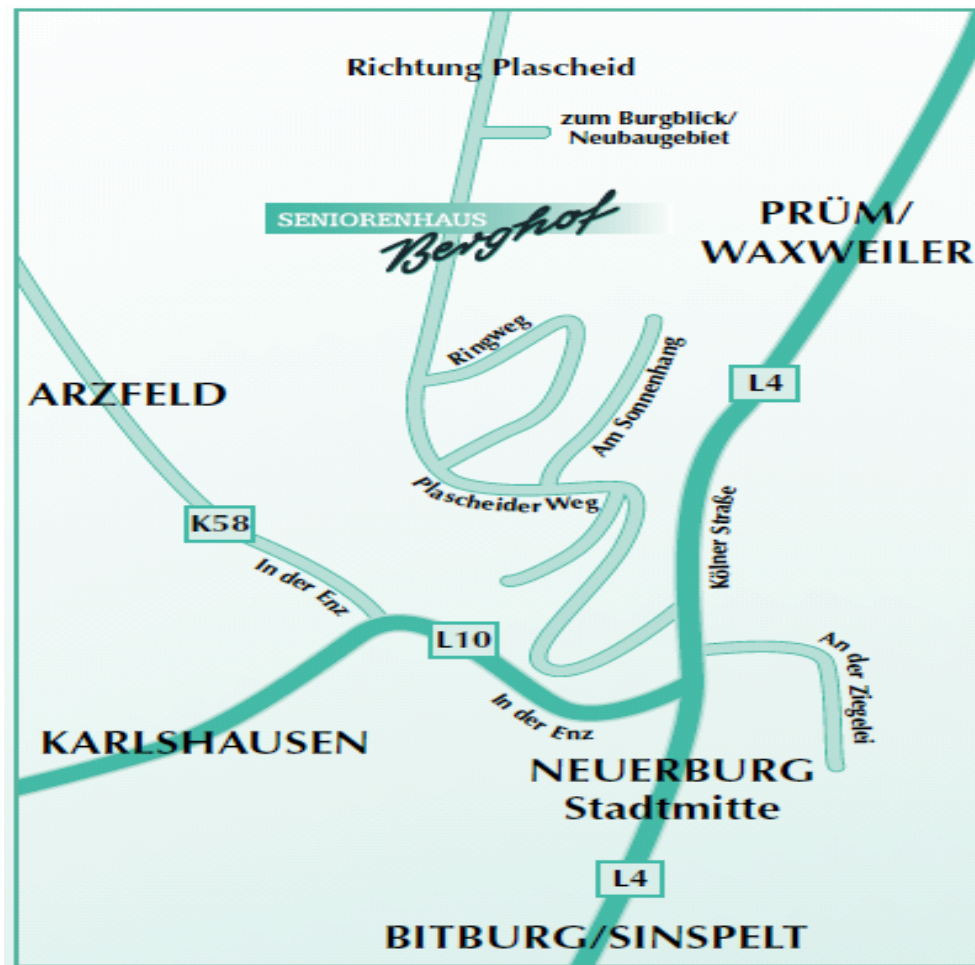 Richtung Plascheid
zum Burgblick/
Neubaugebiet
SENIORENHAUS
Berghof
PRÜM/
WAXWEILER
Ringweg
Am Sonnenhang
L4
ARZFELD
Plascheider Weg
K58
Kölner Straße
In der Enz
L10
An der Ziegelei
In der Enz
KARLSHAUSEN
NEUERBURG
Stadtmitte
L4
BITBURG/SINSPELT